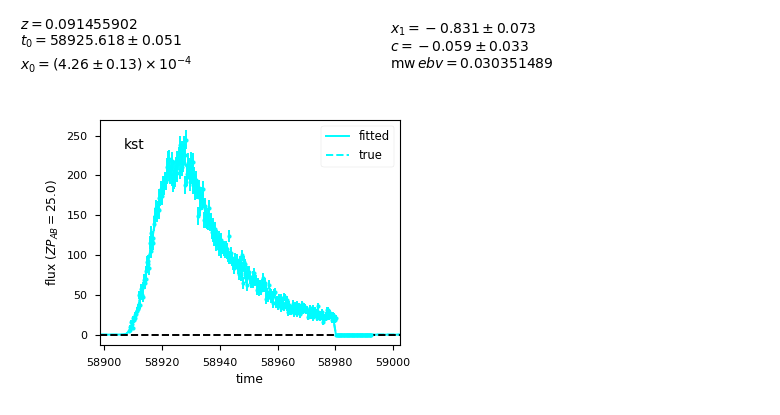 z = 0.091455902
t₀ = 58925.618 ± 0.051
x₀ = (4.26 ± 0.13) × 10⁻⁴
x₁ = −0.831 ± 0.073
c = −0.059 ± 0.033
mw ebv = 0.030351489
kst
fitted
true
250
200
150
100
50
0
flux (ZP_AB = 25.0)
58900 58920 58940 58960 58980 59000
time